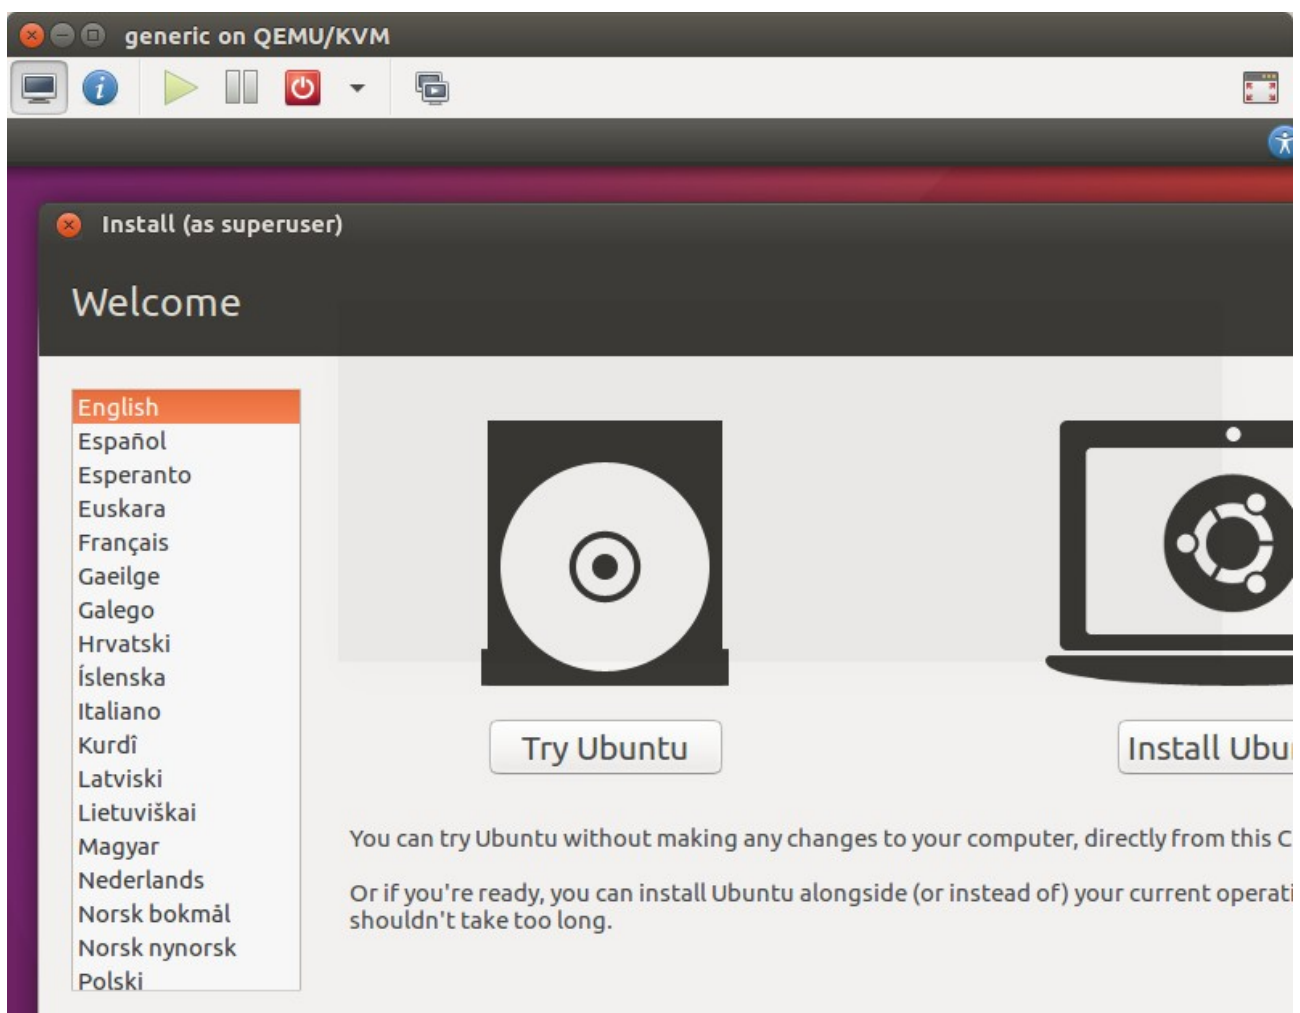 generic on QEMU/KVM
Install (as superuser)
Welcome
English
Español
Esperanto
Euskara
Français
Gaeilge
Galego
Hrvatski
Íslenska
Italiano
Kurdî
Latviski
Lietuviškai
Magyar
Nederlands
Norsk bokmål
Norsk nynorsk
Polski
Try Ubuntu
Install
You can try Ubuntu without making any changes to your computer, directly from this
Or if you're ready, you can install Ubuntu alongside (or instead of) your current
shouldn't take too long.